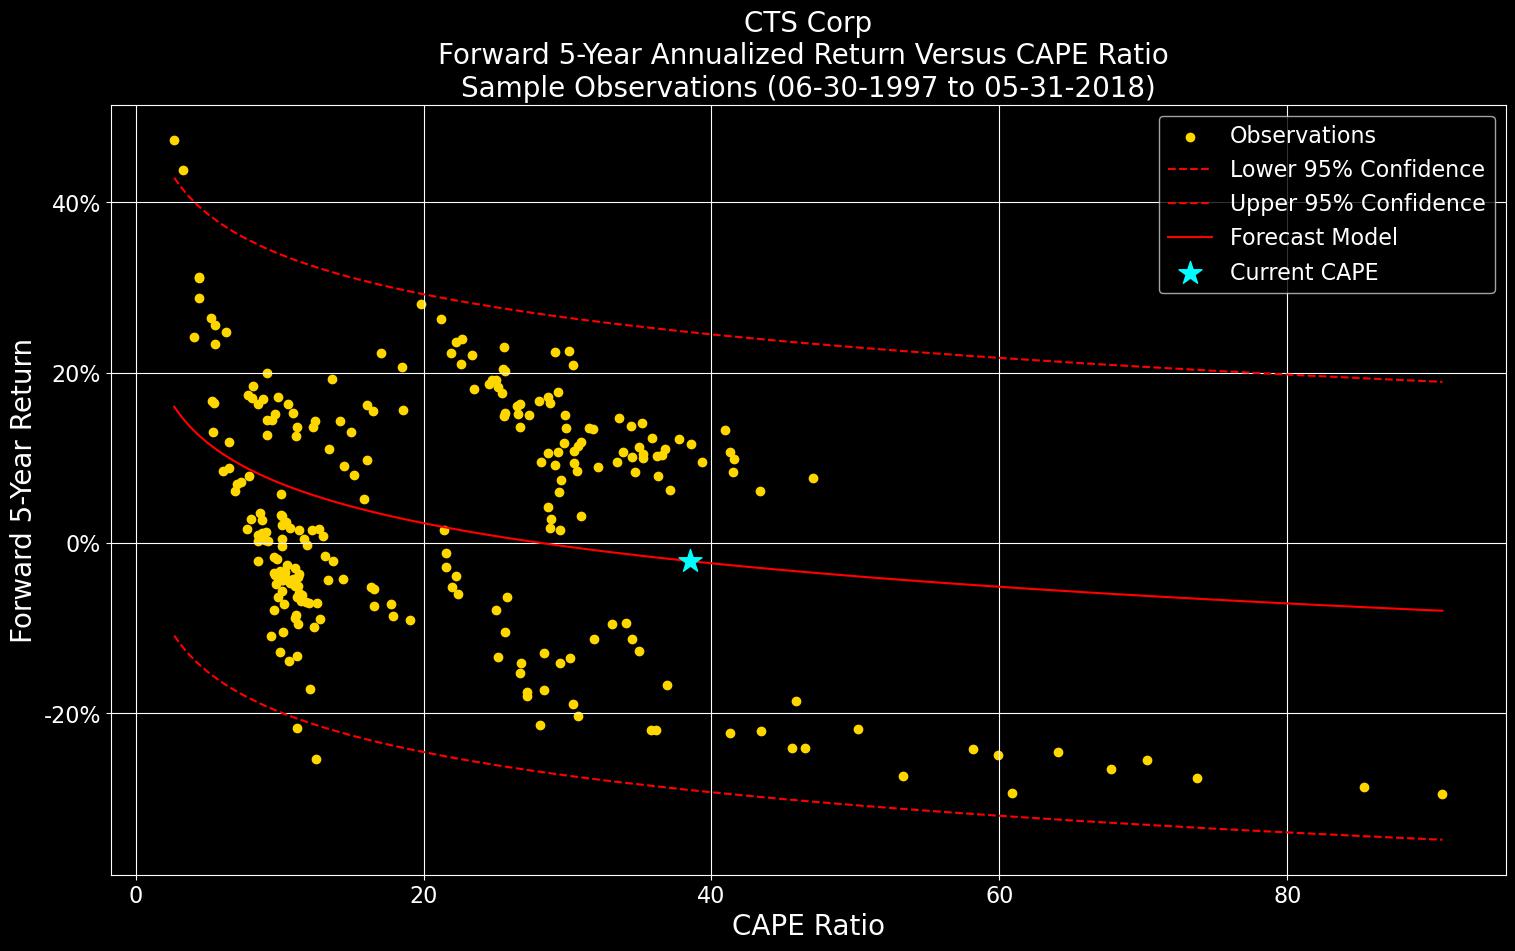 CTS Corp
Forward 5-Year Annualized Return Versus CAPE Ratio
Sample Observations (06-30-1997 to 05-31-2018)
Observations
Lower 95% Confidence
Upper 95% Confidence
Forecast Model
Current CAPE
Forward 5-Year Return
40%
20%
0%
-20%
0 20 40 60 80
CAPE Ratio